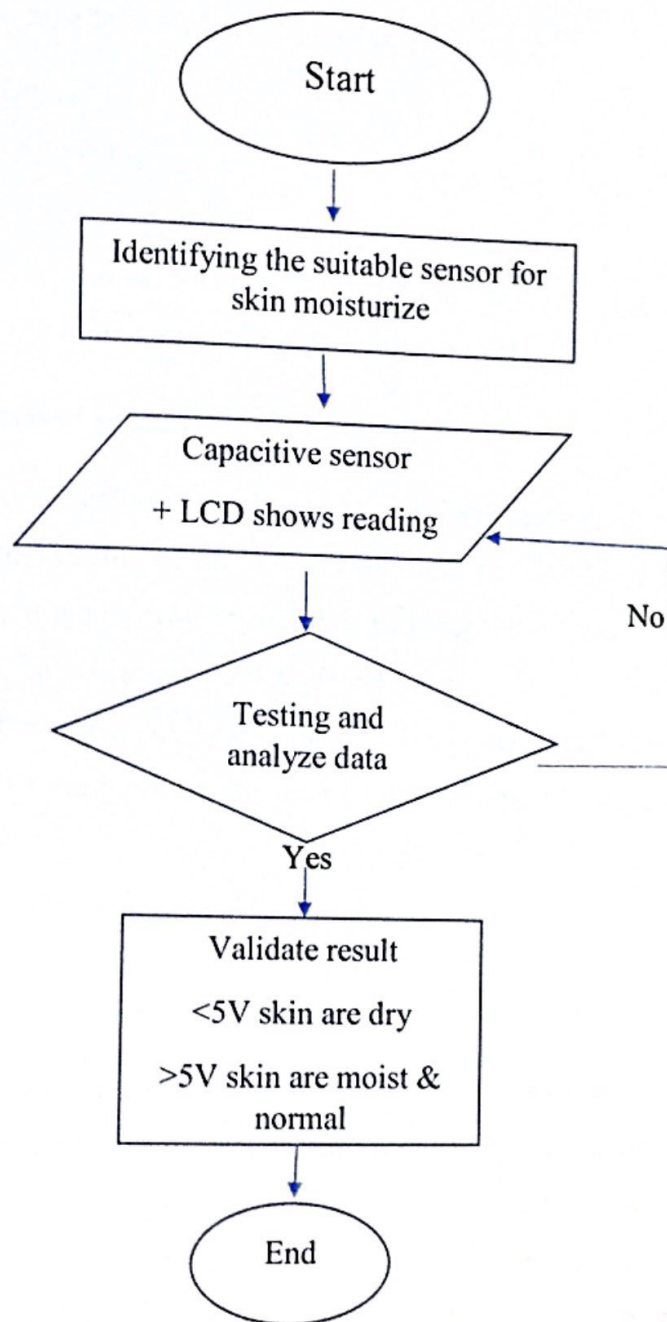 Start
Identifying the suitable sensor for
skin moisturize
Capacitive sensor
+ LCD shows reading
No
Testing and
analyze data
Yes
Validate result
<5V skin are dry
>5V skin are moist &
normal
End